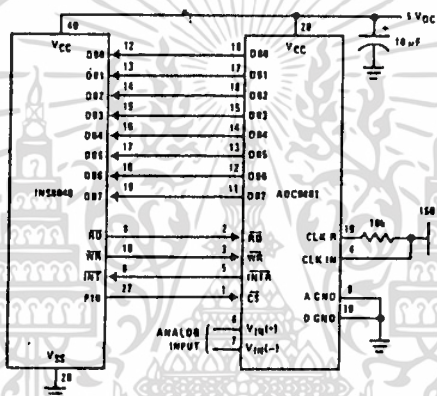 40
20
5 VDC
VCC
VCC
+
10 µF
DB0 12 18 DB0
DB1 13 17 DB1
DB2 14 16 DB2
DB3 15 15 DB3
DB4 16 14 DB4
DB5 17 13 DB5
DB6 18 12 DB6
DB7 19 11 DB7
INS8048
ADC0801
RD 8 2 RD
CLK R 19 10k 150
WR 10 3 WR
CLK IN 4
INT 6 5 INTR
P10 27 1 CS
A GND 8
D GND 10
ANALOG
INPUT
6 VIN(-)
7 VIN(-)
VSS
20